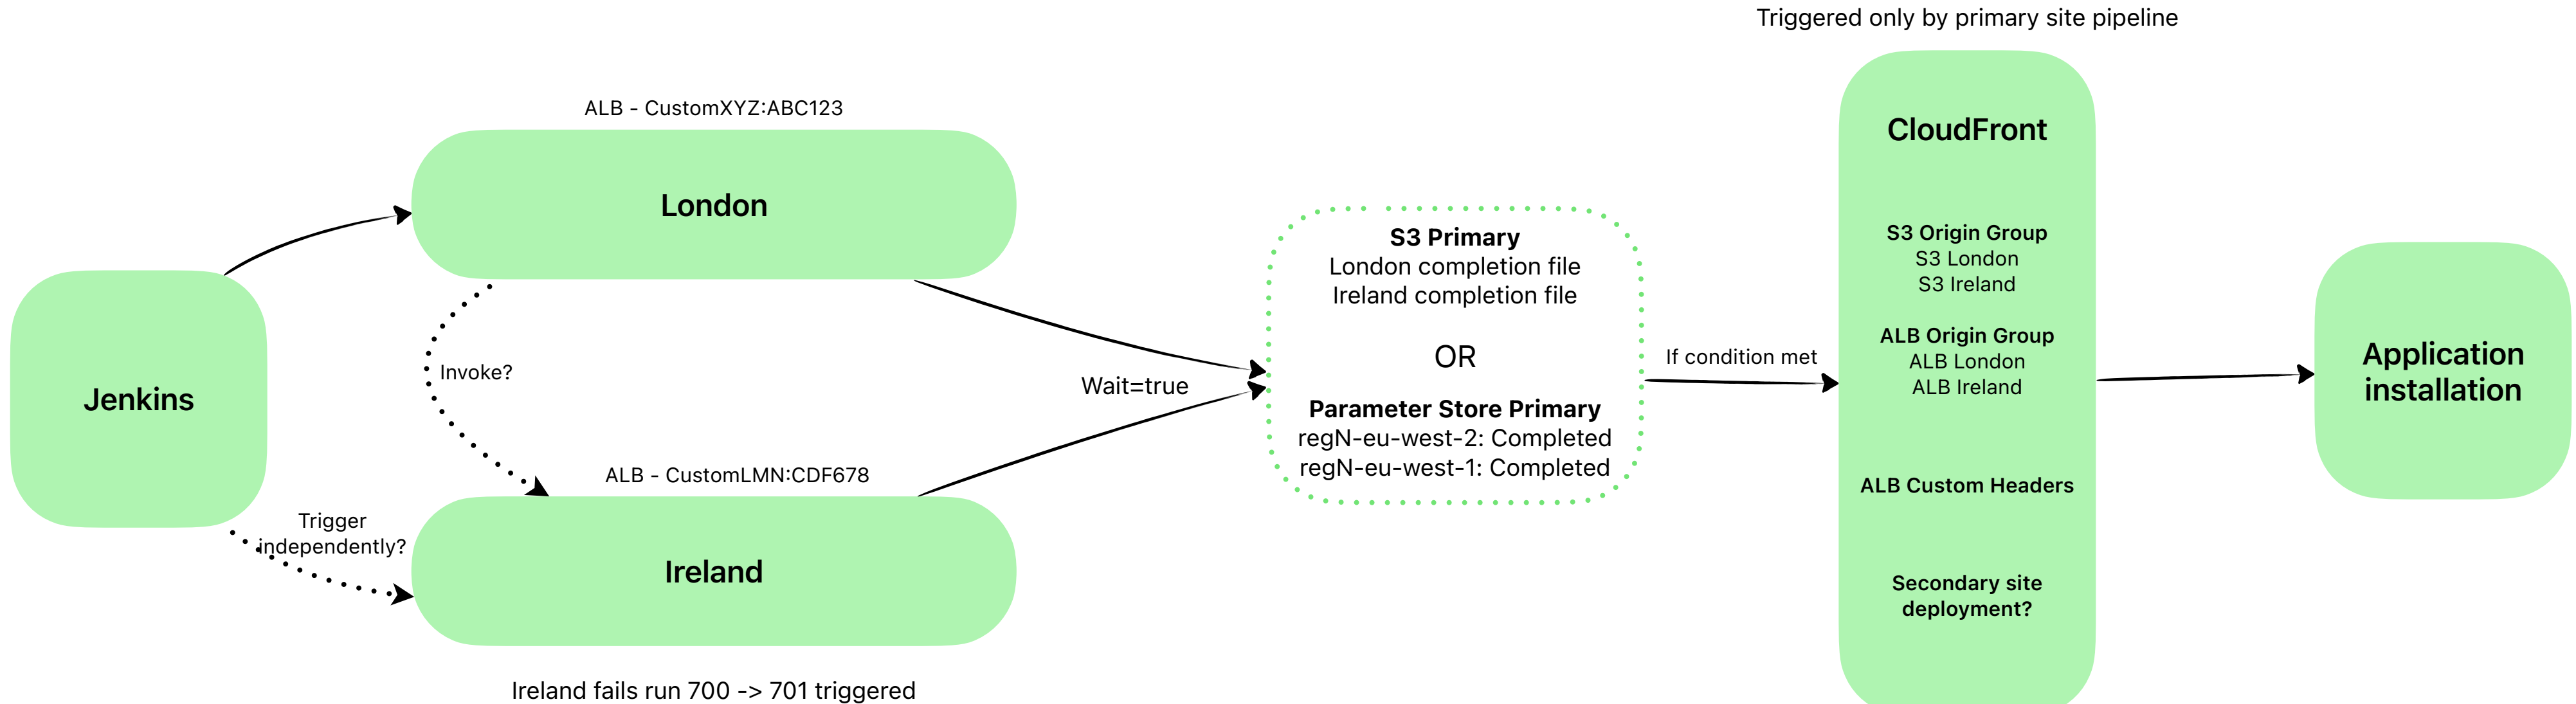 Triggered only by primary site pipeline
ALB - CustomXYZ:ABC123
London
Jenkins
Invoke?
Trigger
independently?
ALB - CustomLMN:CDF678
Ireland
Ireland fails run 700 -> 701 triggered
Wait=true
S3 Primary
London completion file
Ireland completion file
OR
Parameter Store Primary
regN-eu-west-2: Completed
regN-eu-west-1: Completed
If condition met
CloudFront
S3 Origin Group
S3 London
S3 Ireland
ALB Origin Group
ALB London
ALB Ireland
ALB Custom Headers
Secondary site
deployment?
Application
installation